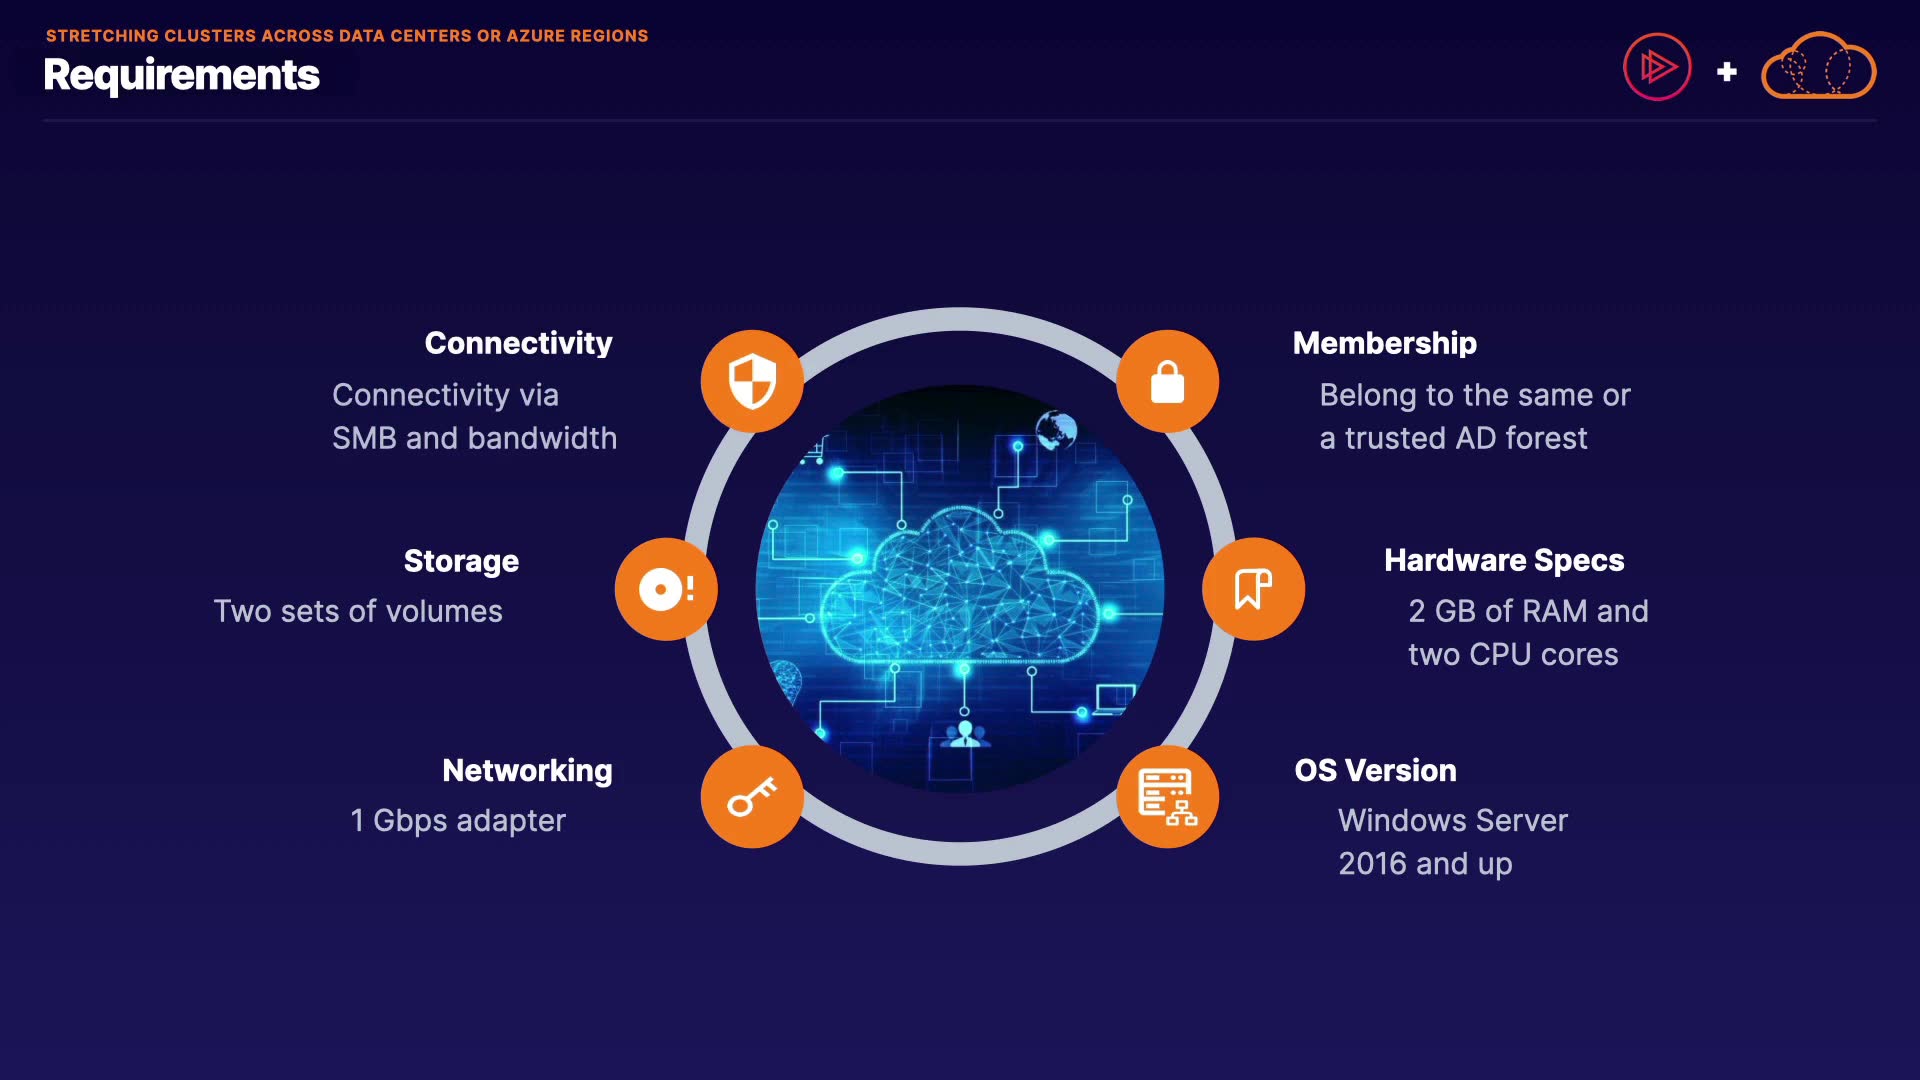 STRETCHING CLUSTERS ACROSS DATA CENTERS OR AZURE REGIONS
Requirements
Connectivity
Connectivity via
SMB and bandwidth
Storage
Two sets of volumes
Networking
1 Gbps adapter
Membership
Belong to the same or
a trusted AD forest
Hardware Specs
2 GB of RAM and
two CPU cores
OS Version
Windows Server
2016 and up